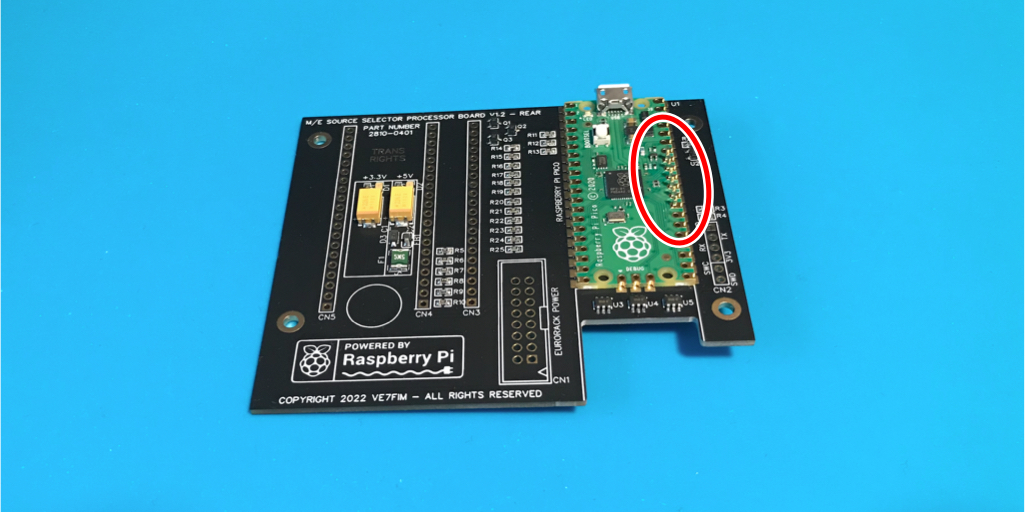 M/E SOURCE SELECTOR PROCESSOR BOARD V1.2 - REAR
PART NUMBER
2810-0401
TRANS
RIGHTS
+3.3V
+5V
D1
D3
C1
F1
CN5
CN4
CN3
R5
R6
R7
R8
R9
R10
Q1
Q2
Q3
R11
R12
R13
R14
R15
R16
R17
R18
R19
R20
R21
R22
R23
R24
R25
RASPBERRY PI PICO
U1
Raspberry Pi Pico © 2020
DEBUG
U3
U4
U5
R3
R4
RX
TX
SWC
3V3
SWD
CN2
EURORACK POWER
CN1
POWERED BY
Raspberry Pi
COPYRIGHT 2022 VE7FIM - ALL RIGHTS RESERVED